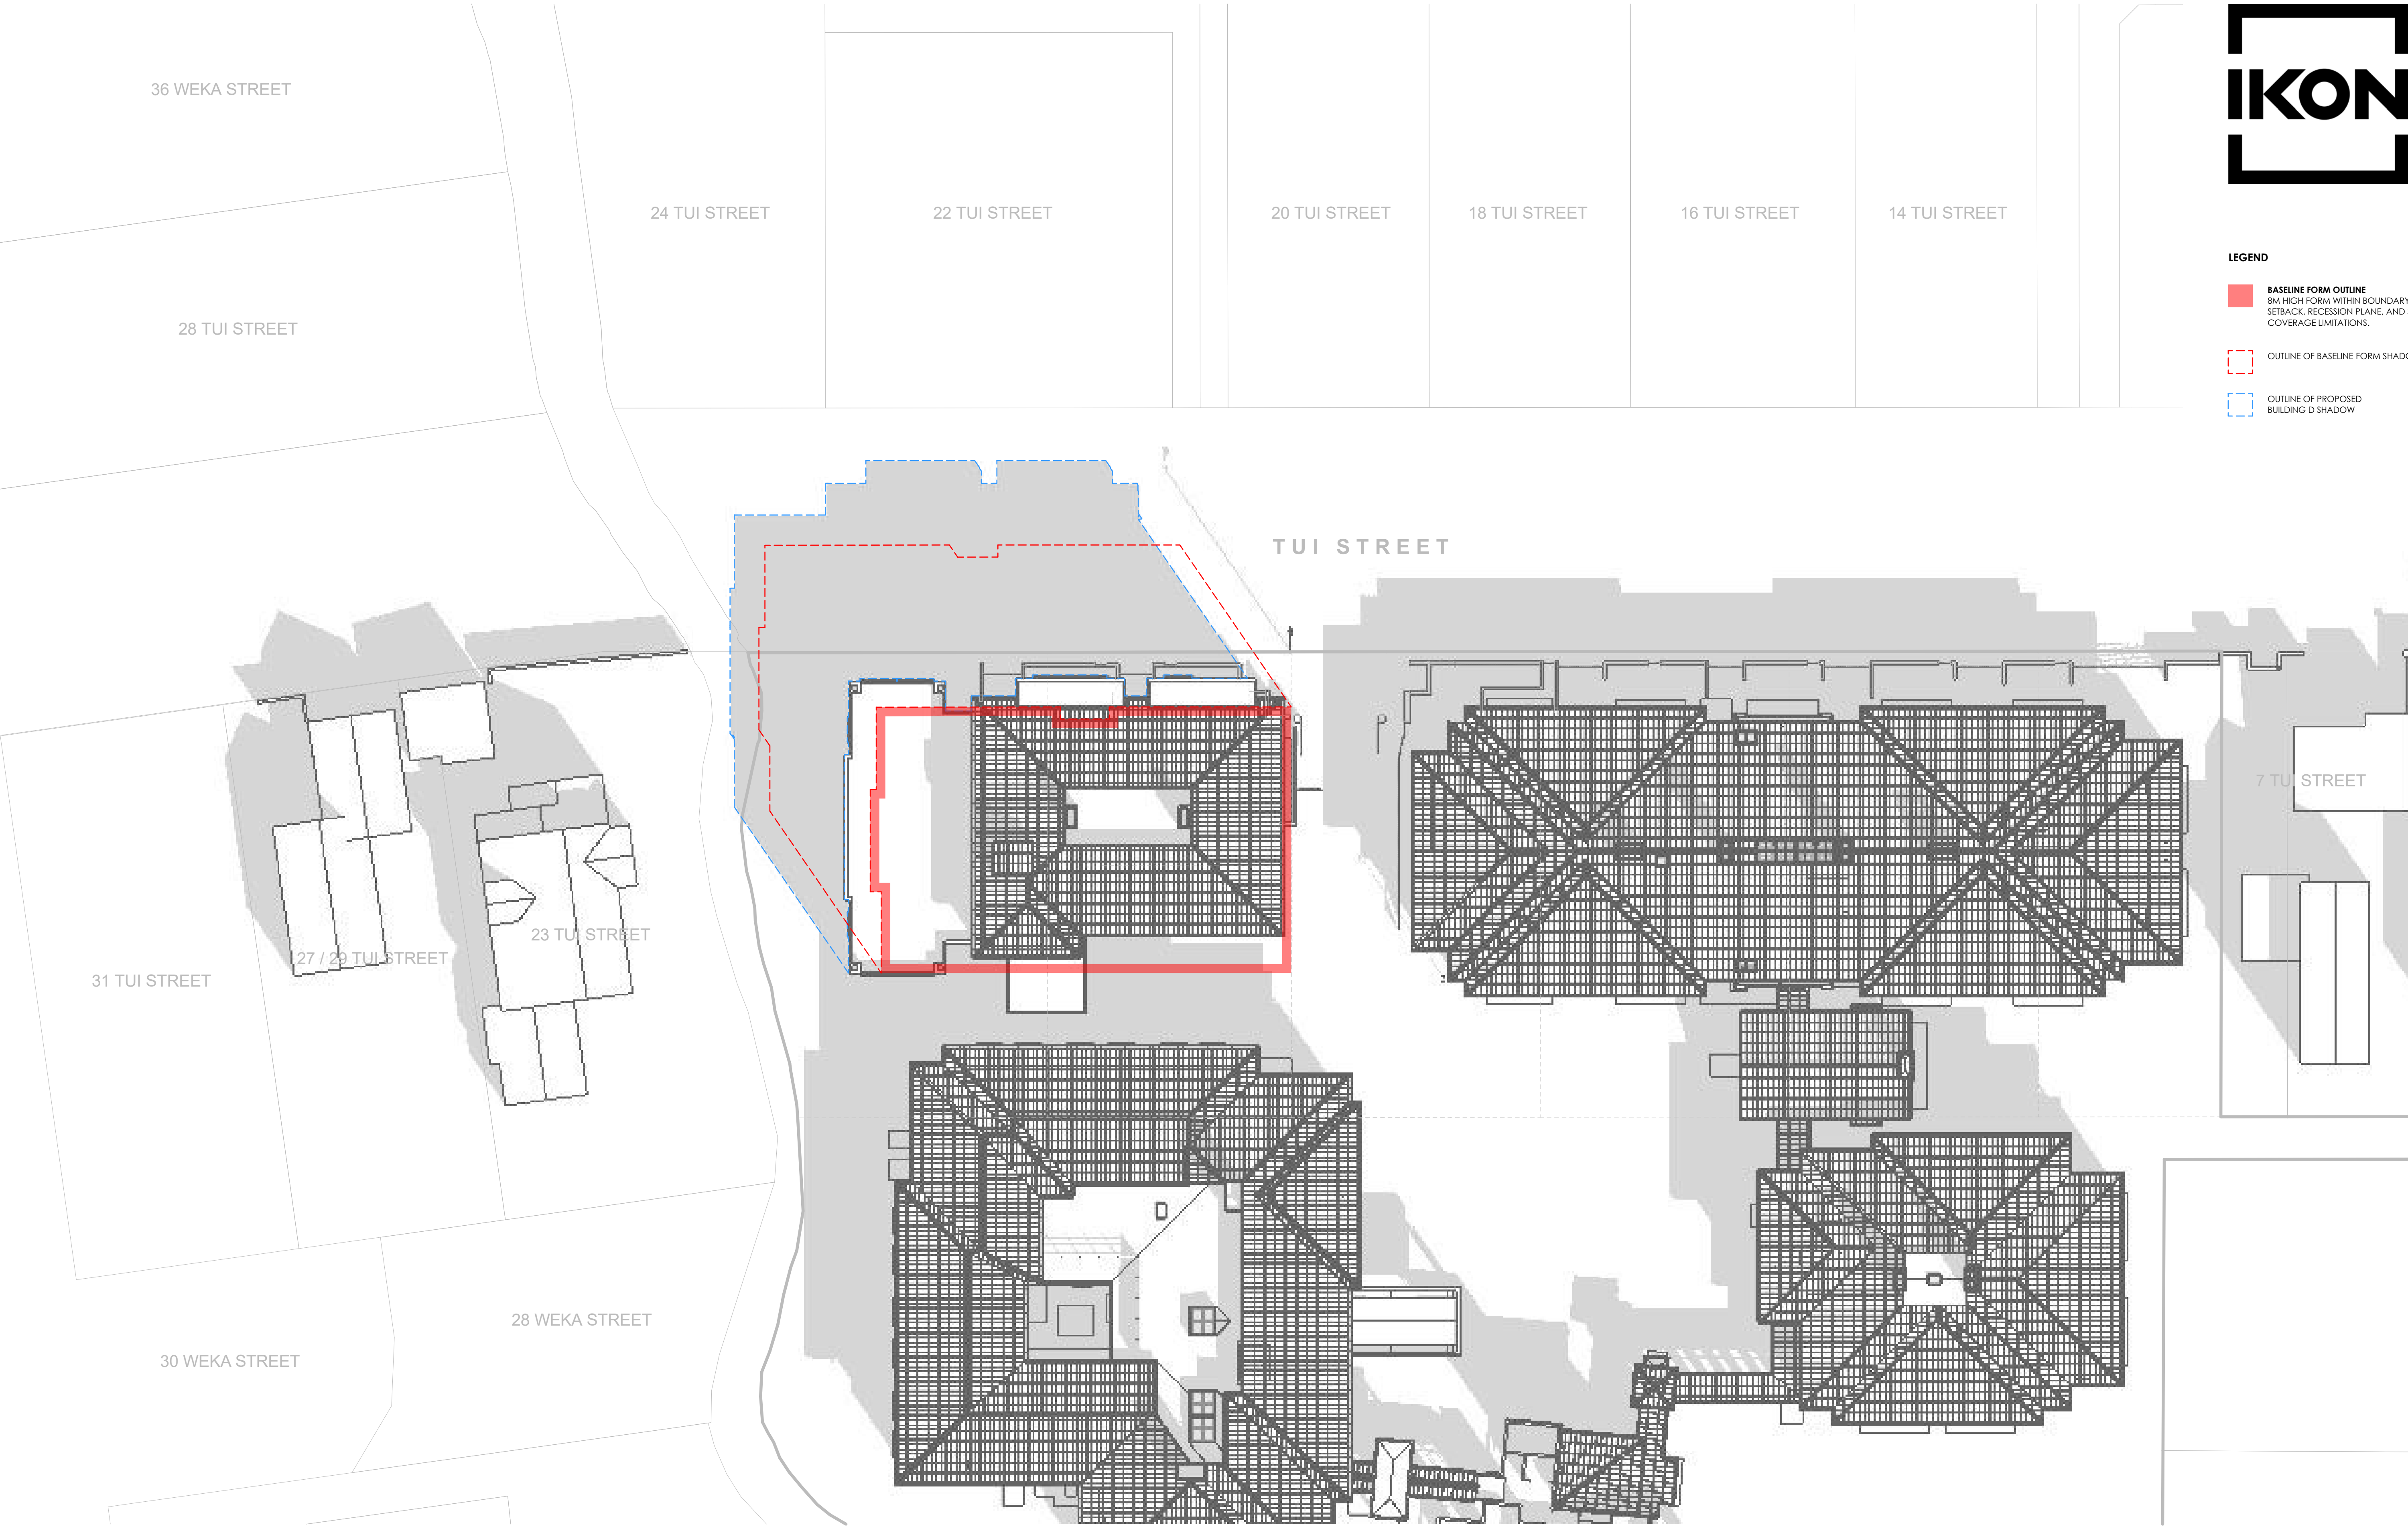 36 WEKA STREET
IKON
24 TUI STREET
22 TUI STREET
20 TUI STREET
18 TUI STREET
16 TUI STREET
14 TUI STREET
LEGEND
BASELINE FORM OUTLINE
8M HIGH FORM WITHIN BOUNDARY
SETBACK, RECESSION PLANE, AND
COVERAGE LIMITATIONS.
28 TUI STREET
OUTLINE OF BASELINE FORM
OUTLINE OF PROPOSED
BUILDING D SHADOW
TUI STREET
7 TUI STREET
23 TUI STREET
27 / 29 TUI STREET
31 TUI STREET
28 WEKA STREET
30 WEKA STREET